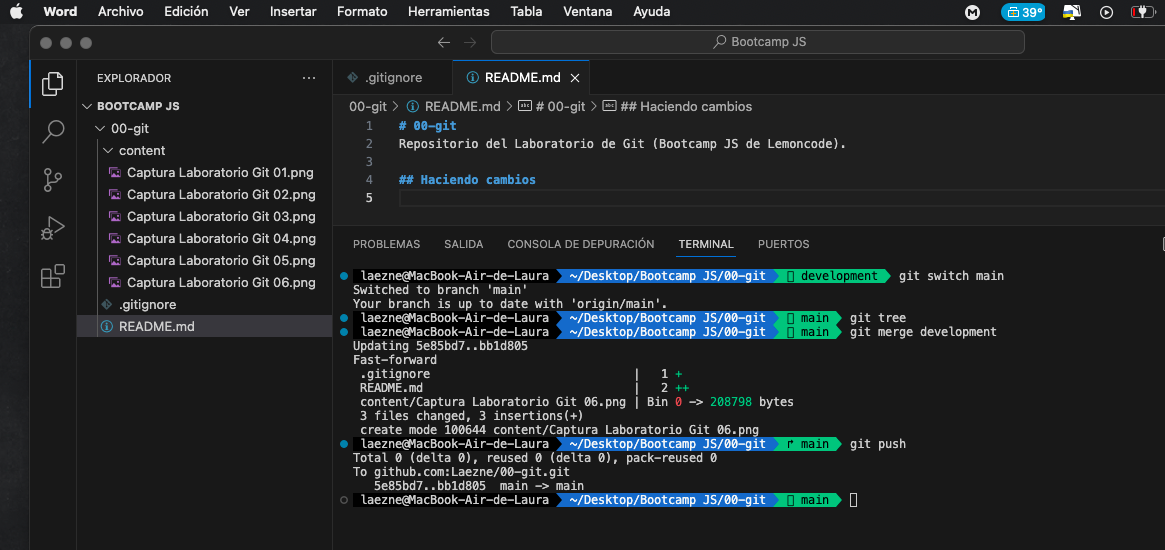 Word Archivo Edición Ver Insertar Formato Herramientas Tabla Ventana Ayuda 39°
Bootcamp JS
EXPLORADOR
BOOTCAMP JS
00-git
content
Captura Laboratorio Git 01.png
Captura Laboratorio Git 02.png
Captura Laboratorio Git 03.png
Captura Laboratorio Git 04.png
Captura Laboratorio Git 05.png
Captura Laboratorio Git 06.png
.gitignore
README.md
.gitignore README.md
00-git > README.md > # 00-git > ## Haciendo cambios
1 # 00-git
2 Repositorio del Laboratorio de Git (Bootcamp JS de Lemoncode).
3
4 ## Haciendo cambios
5
PROBLEMAS SALIDA CONSOLA DE DEPURACIÓN TERMINAL PUERTOS
laezne@MacBook-Air-de-Laura ~/Desktop/Bootcamp JS/00-git development git switch main
Switched to branch 'main'
Your branch is up to date with 'origin/main'.
laezne@MacBook-Air-de-Laura ~/Desktop/Bootcamp JS/00-git main git tree
laezne@MacBook-Air-de-Laura ~/Desktop/Bootcamp JS/00-git main git merge development
Updating 5e85bd7..bb1d805
Fast-forward
.gitignore | 1 +
README.md | 2 ++
content/Captura Laboratorio Git 06.png | Bin 0 -> 208798 bytes
3 files changed, 3 insertions(+)
create mode 100644 content/Captura Laboratorio Git 06.png
laezne@MacBook-Air-de-Laura ~/Desktop/Bootcamp JS/00-git main git push
Total 0 (delta 0), reused 0 (delta 0), pack-reused 0
To github.com:Laezne/00-git.git
5e85bd7..bb1d805 main -> main
laezne@MacBook-Air-de-Laura ~/Desktop/Bootcamp JS/00-git main